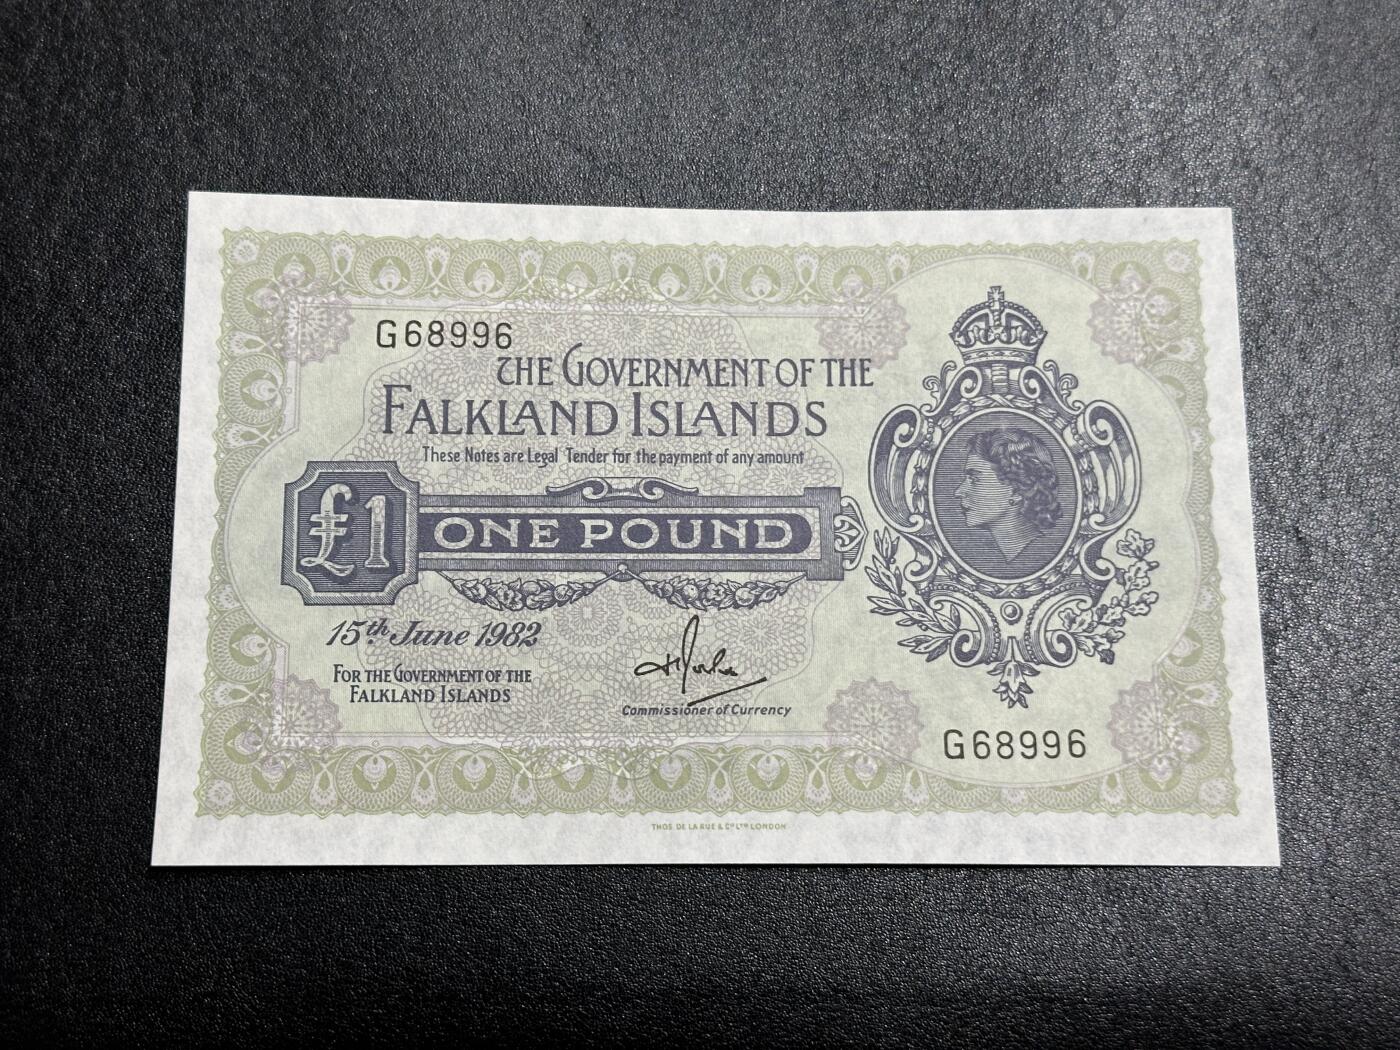 G68996
THE GOVERNMENT OF THE
FALKLAND ISLANDS
These Notes are Legal Tender for the payment of any amount
£1
ONE POUND
15th June 1982
FOR THE GOVERNMENT OF THE
FALKLAND ISLANDS
Commissioner of Currency
G68996
THOS. DE LA RUE & CO LTD LONDON